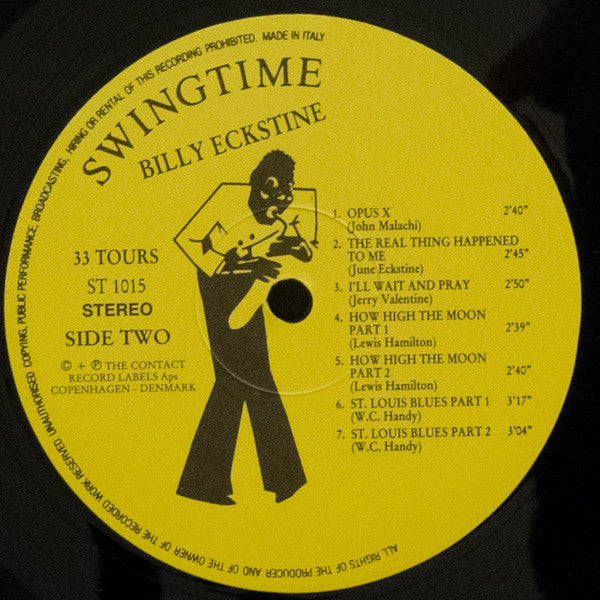 SWINGTIME
BILLY ECKSTINE
33 TOURS
ST 1015
STEREO
SIDE TWO
© + ℗ THE CONTACT
RECORD LABELS Aps
COPENHAGEN - DENMARK
1. OPUS X 2'40"
(John Malachi)
2. THE REAL THING HAPPENED
TO ME 2'45"
(June Eckstine)
3. I'LL WAIT AND PRAY 2'50"
(Jerry Valentine)
4. HOW HIGH THE MOON
PART 1 2'39"
(Lewis Hamilton)
5. HOW HIGH THE MOON
PART 2 2'40"
(Lewis Hamilton)
6. ST. LOUIS BLUES PART 1 3'17"
(W.C. Handy)
7. ST. LOUIS BLUES PART 2 3'04"
(W.C. Handy)
ALL RIGHTS OF THE PRODUCER AND OF THE OWNER OF THE RECORDED WORK RESERVED. UNAUTHORISED COPYING, PUBLIC PERFORMANCE, BROADCASTING, HIRING OR RENTAL OF THIS RECORDING PROHIBITED. MADE IN ITALY